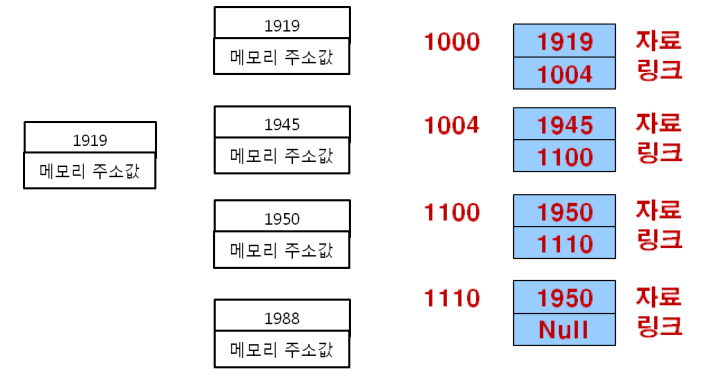 1919
메모리 주소값
1919
메모리 주소값
1945
메모리 주소값
1950
메모리 주소값
1988
메모리 주소값
1000 1919 자료
1004 링크
1004 1945 자료
1100 링크
1100 1950 자료
1110 링크
1110 1950 자료
Null 링크